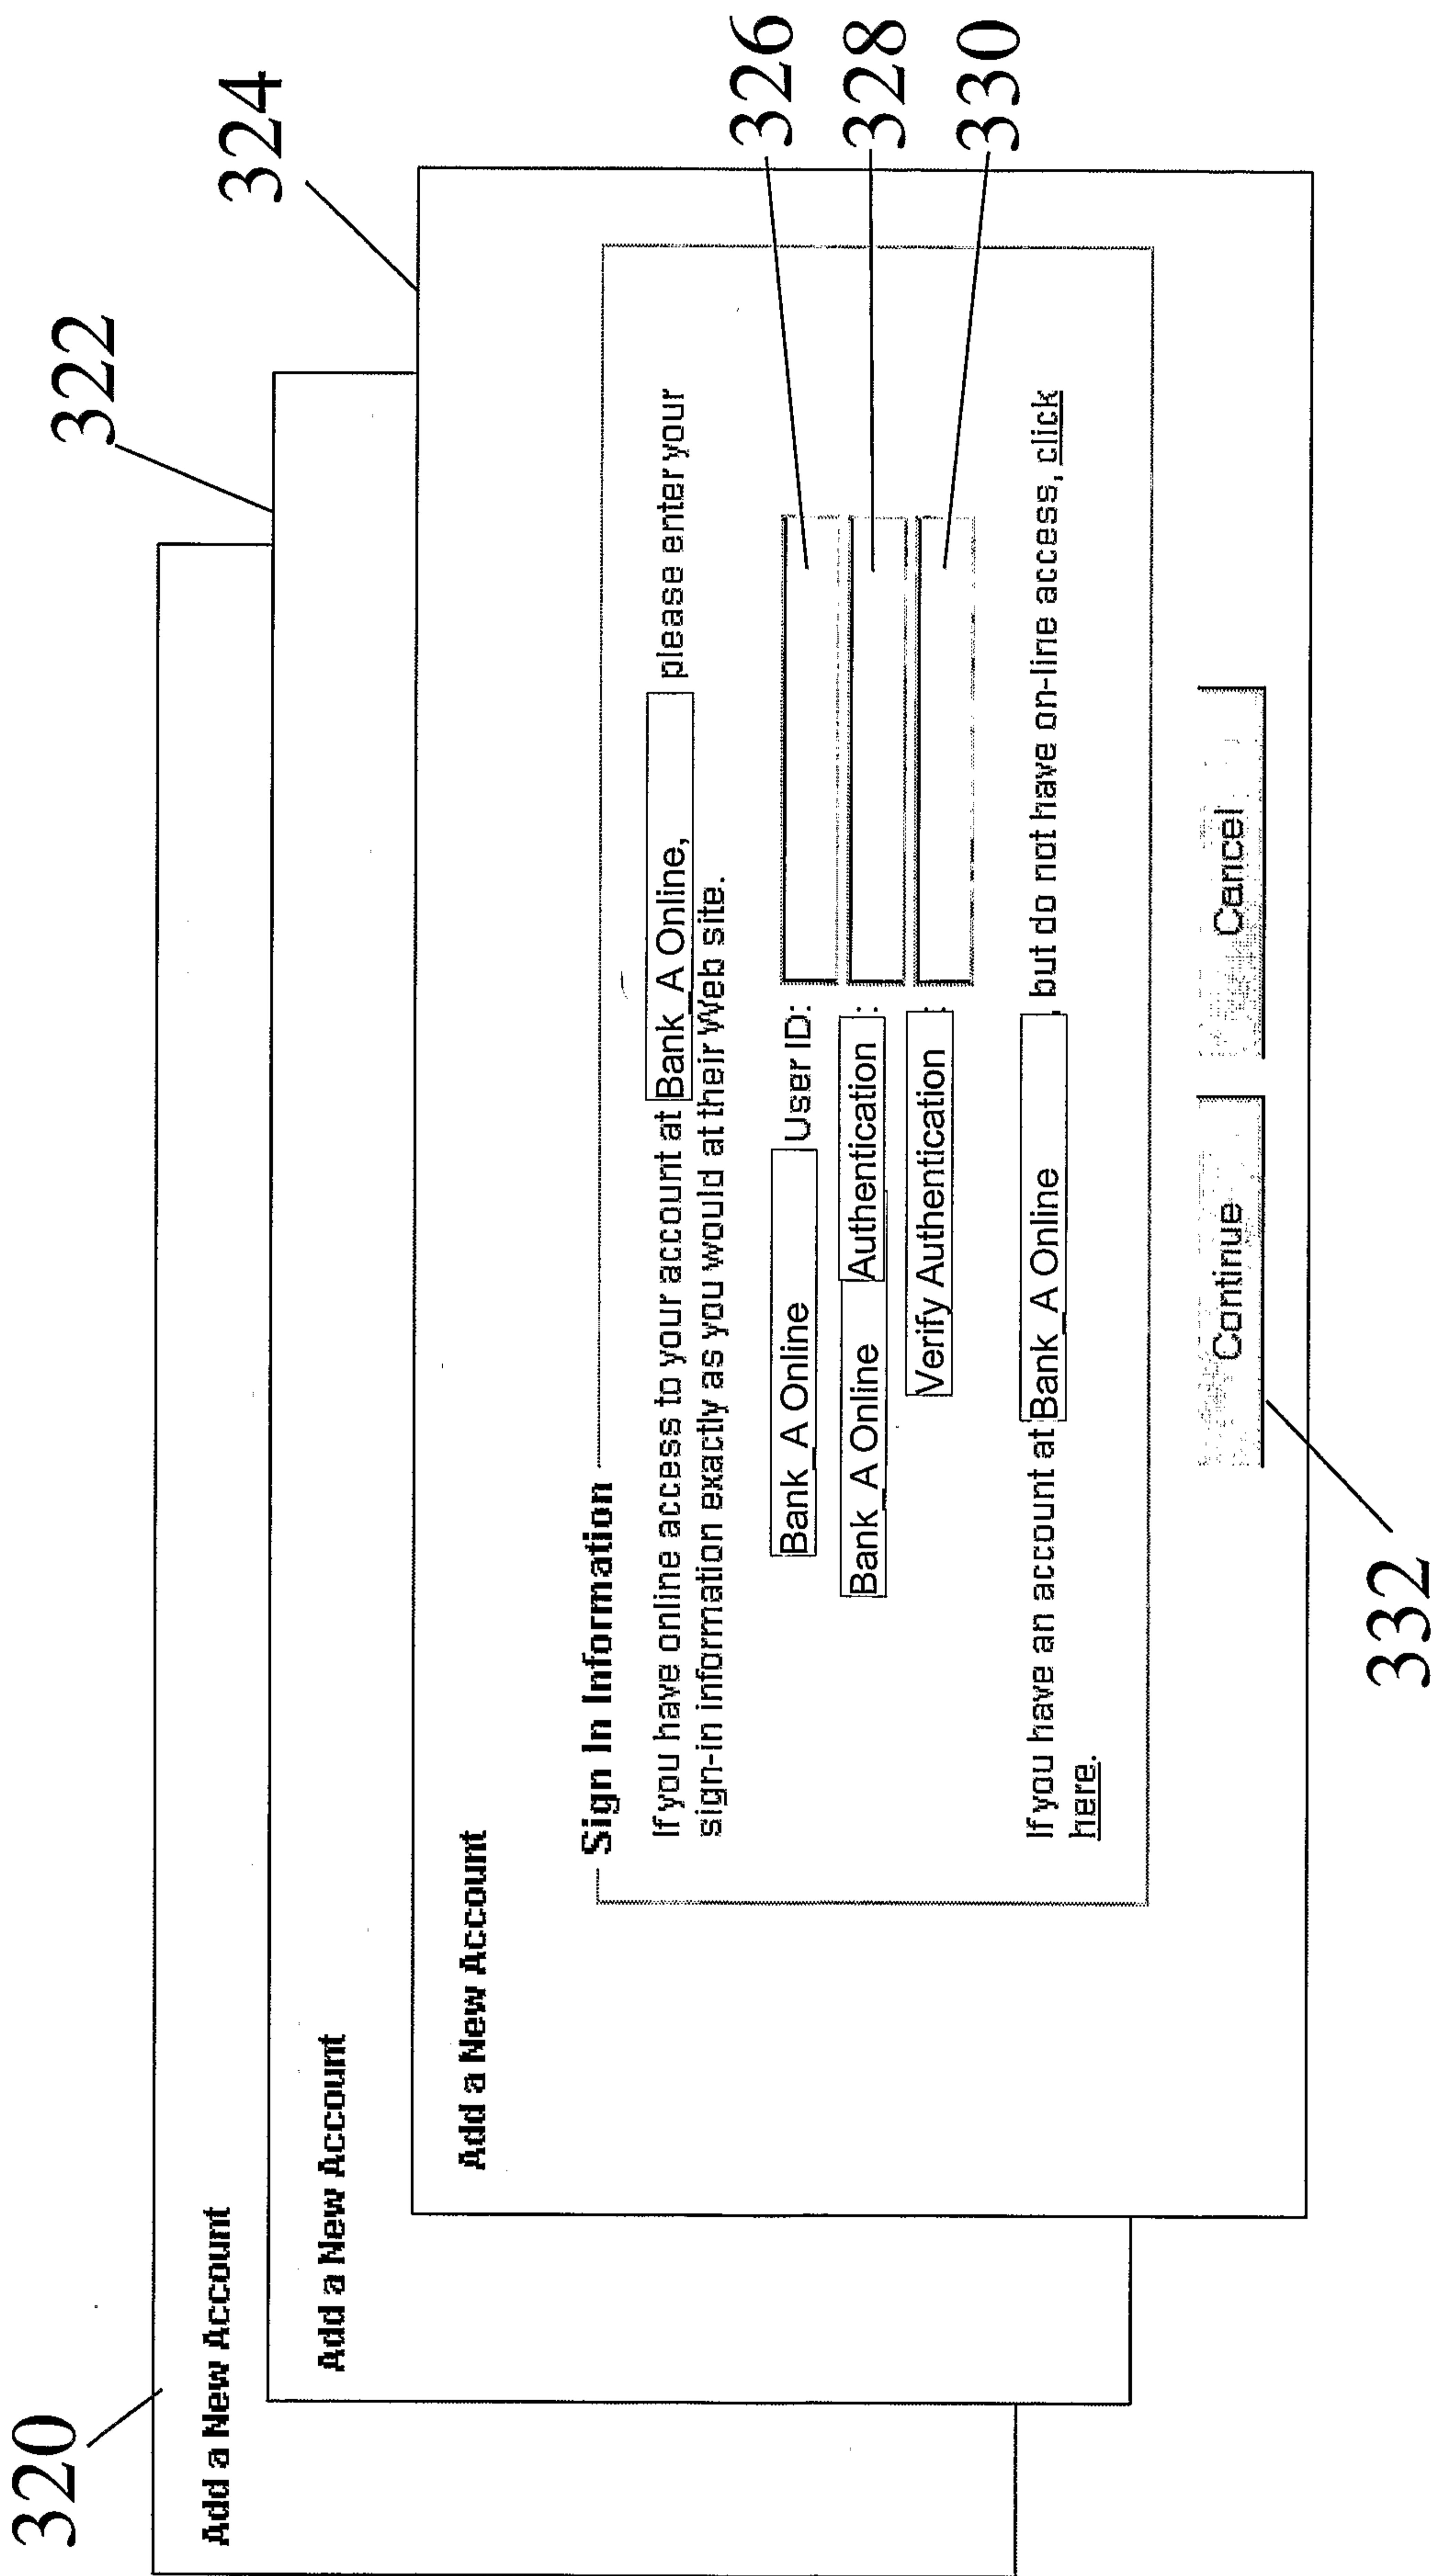 320
Add a New Account
322
Add a New Account
324
Add a New Account
Sign In Information
If you have online access to your account at Bank_A Online, please enter your
sign-in information exactly as you would at their Web site.
Bank_A Online User ID:
326
Bank_A Online Authentication :
328
Verify Authentication :
330
If you have an account at Bank_A Online, but do not have on-line access, click
here.
Continue Cancel
332